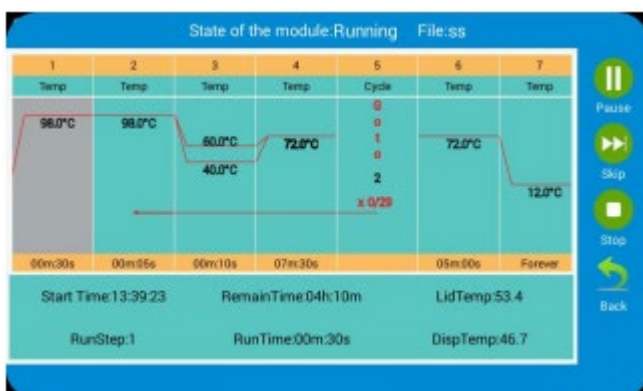 State of the module:Running File:ss
1 2 3 4 5 6 7
Temp Temp Temp Temp Cycle Temp Temp
98.0°C 98.0°C 60.0°C 72.0°C Goto 72.0°C
40.0°C 2 12.0°C
x 0/29
00m:30s 00m:05s 00m:10s 07m:30s 05m:00s Forever
Start Time:13:39:23 RemainTime:04h:10m LidTemp:53.4
RunStep:1 RunTime:00m:30s DispTemp:46.7
Pause
Skip
Stop
Back